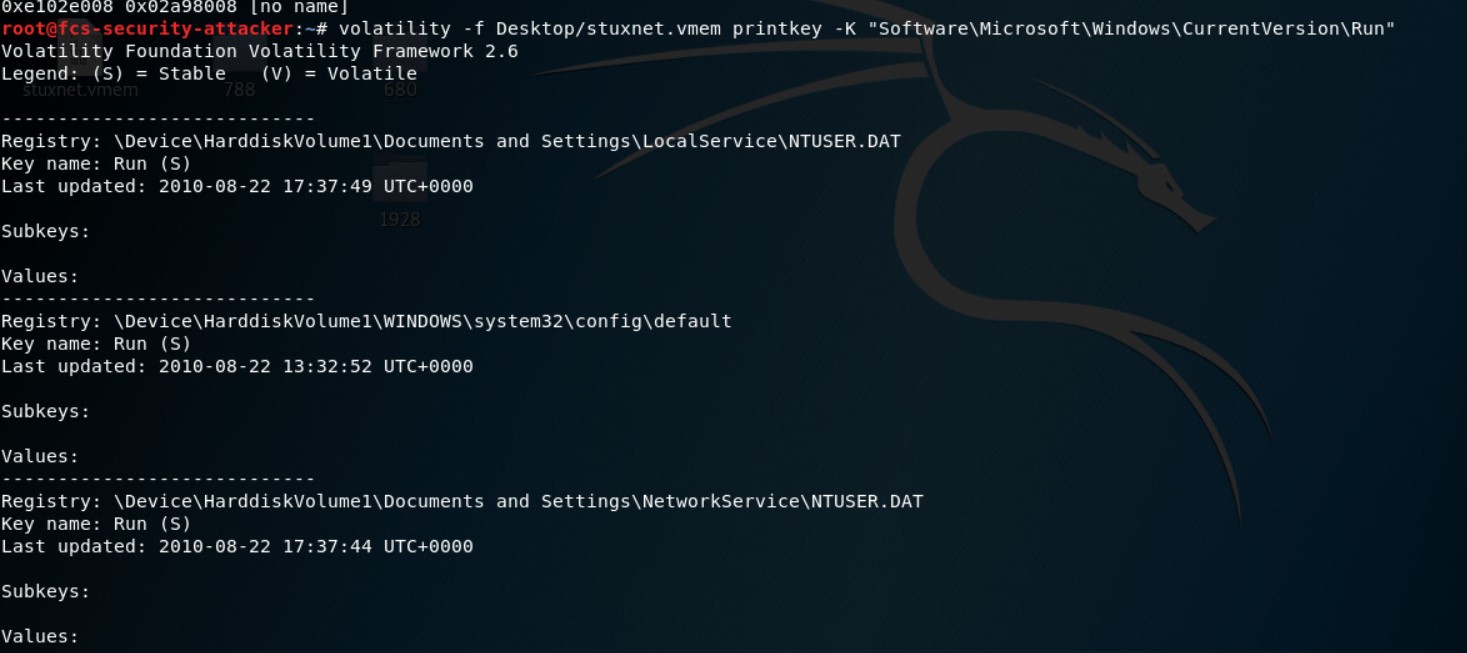 0xe102e008 0x02a98008 [no name]
root@fcs-security-attacker:~# volatility -f Desktop/stuxnet.vmem printkey -K "Software\Microsoft\Windows\CurrentVersion\Run"
Volatility Foundation Volatility Framework 2.6
Legend: (S) = Stable   (V) = Volatile
stuxnet.vmem 788 680
----------------------------
Registry: \Device\HarddiskVolume1\Documents and Settings\LocalService\NTUSER.DAT
Key name: Run (S)
Last updated: 2010-08-22 17:37:49 UTC+0000
1928
Subkeys:
Values:
----------------------------
Registry: \Device\HarddiskVolume1\WINDOWS\system32\config\default
Key name: Run (S)
Last updated: 2010-08-22 13:32:52 UTC+0000
Subkeys:
Values:
----------------------------
Registry: \Device\HarddiskVolume1\Documents and Settings\NetworkService\NTUSER.DAT
Key name: Run (S)
Last updated: 2010-08-22 17:37:44 UTC+0000
Subkeys:
Values: